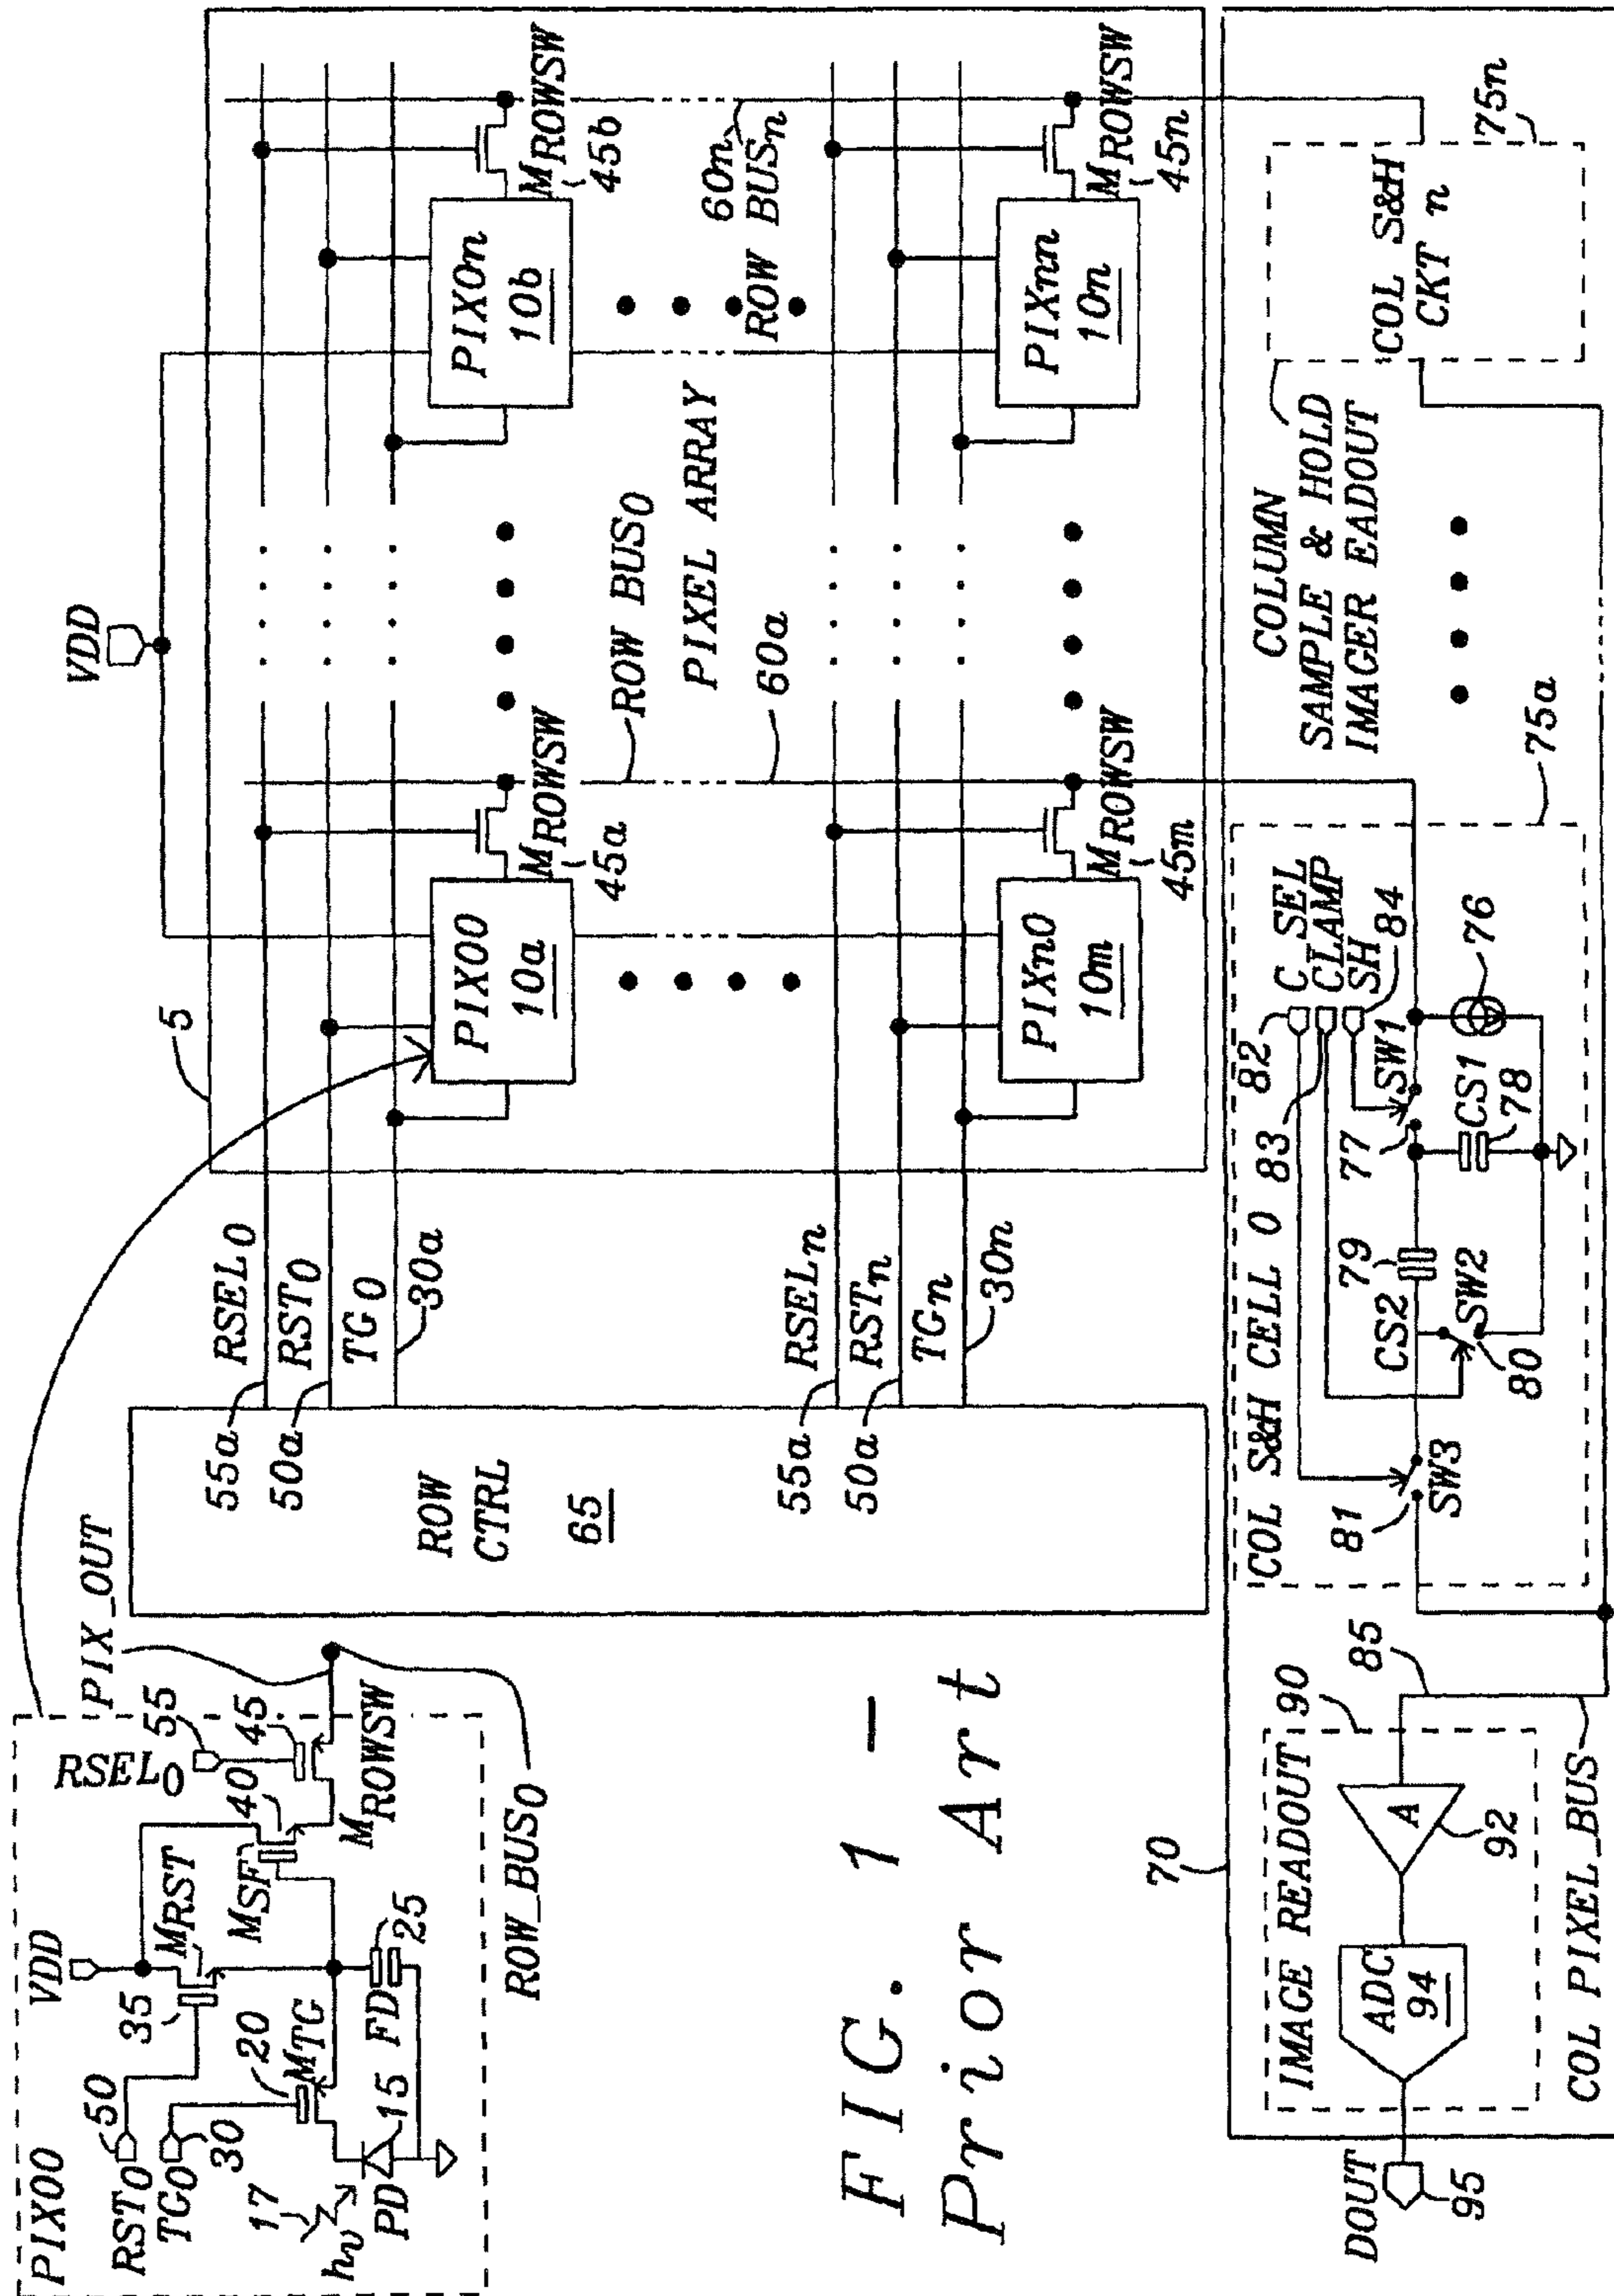 PIX00
RST0
50
TG0
30
17
hν
PD
15
VDD
35
MRST
20
MTG
FD
25
MSF
40
RSEL0
55
45
MROWSW
PIX_OUT
ROW_BUS0
ROW
CTRL
65
55a
RSEL0
50a
RST0
TG0
30a
55a
RSELn
50a
RSTn
TGn
30n
5
VDD
PIX00
10a
MROWSW
45a
ROW BUS0
PIXEL ARRAY
60a
PIX0n
10b
MROWSW
45b
60n
ROW BUSn
PIXn0
10m
MROWSW
45m
PIXnn
10n
MROWSW
45n
FIG. 1 –
Prior Art
70
IMAGE READOUT
90
85
ADC
94
A
92
DOUT
95
COL PIXEL_BUS
COL S&H CELL 0
83
82
C SEL
CLAMP
SH
84
81
SW3
CS2
79
SW2
80
77
SW1
CS1
78
76
75a
COLUMN
SAMPLE & HOLD
IMAGER EADOUT
COL S&H
CKT n
75n